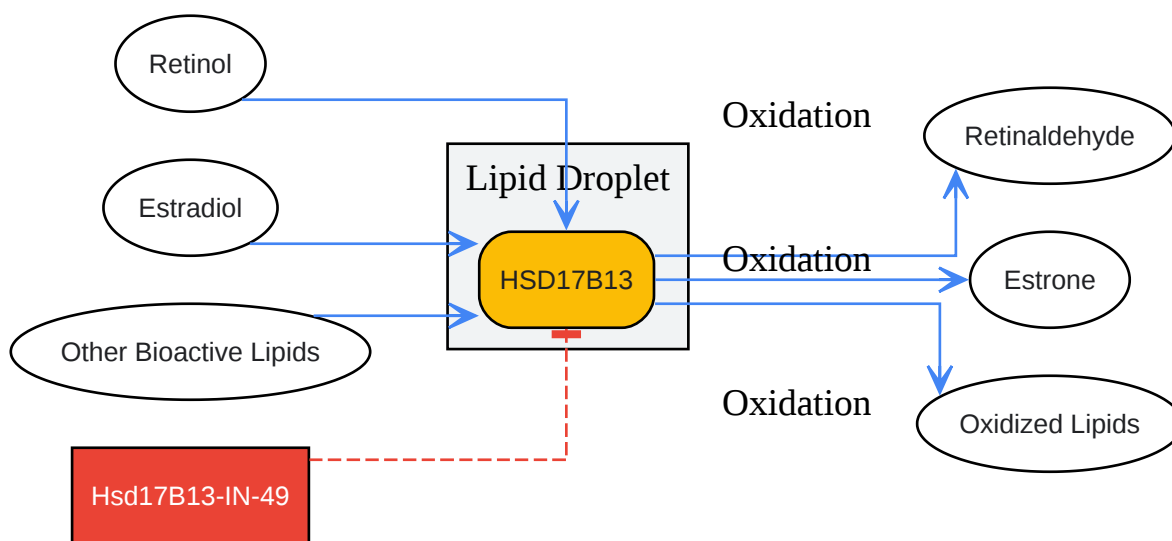 Retinol
Oxidation
Retinaldehyde
Lipid Droplet
Estradiol
HSD17B13
Oxidation
Estrone
Other Bioactive Lipids
Oxidation
Oxidized Lipids
Hsd17B13-IN-49